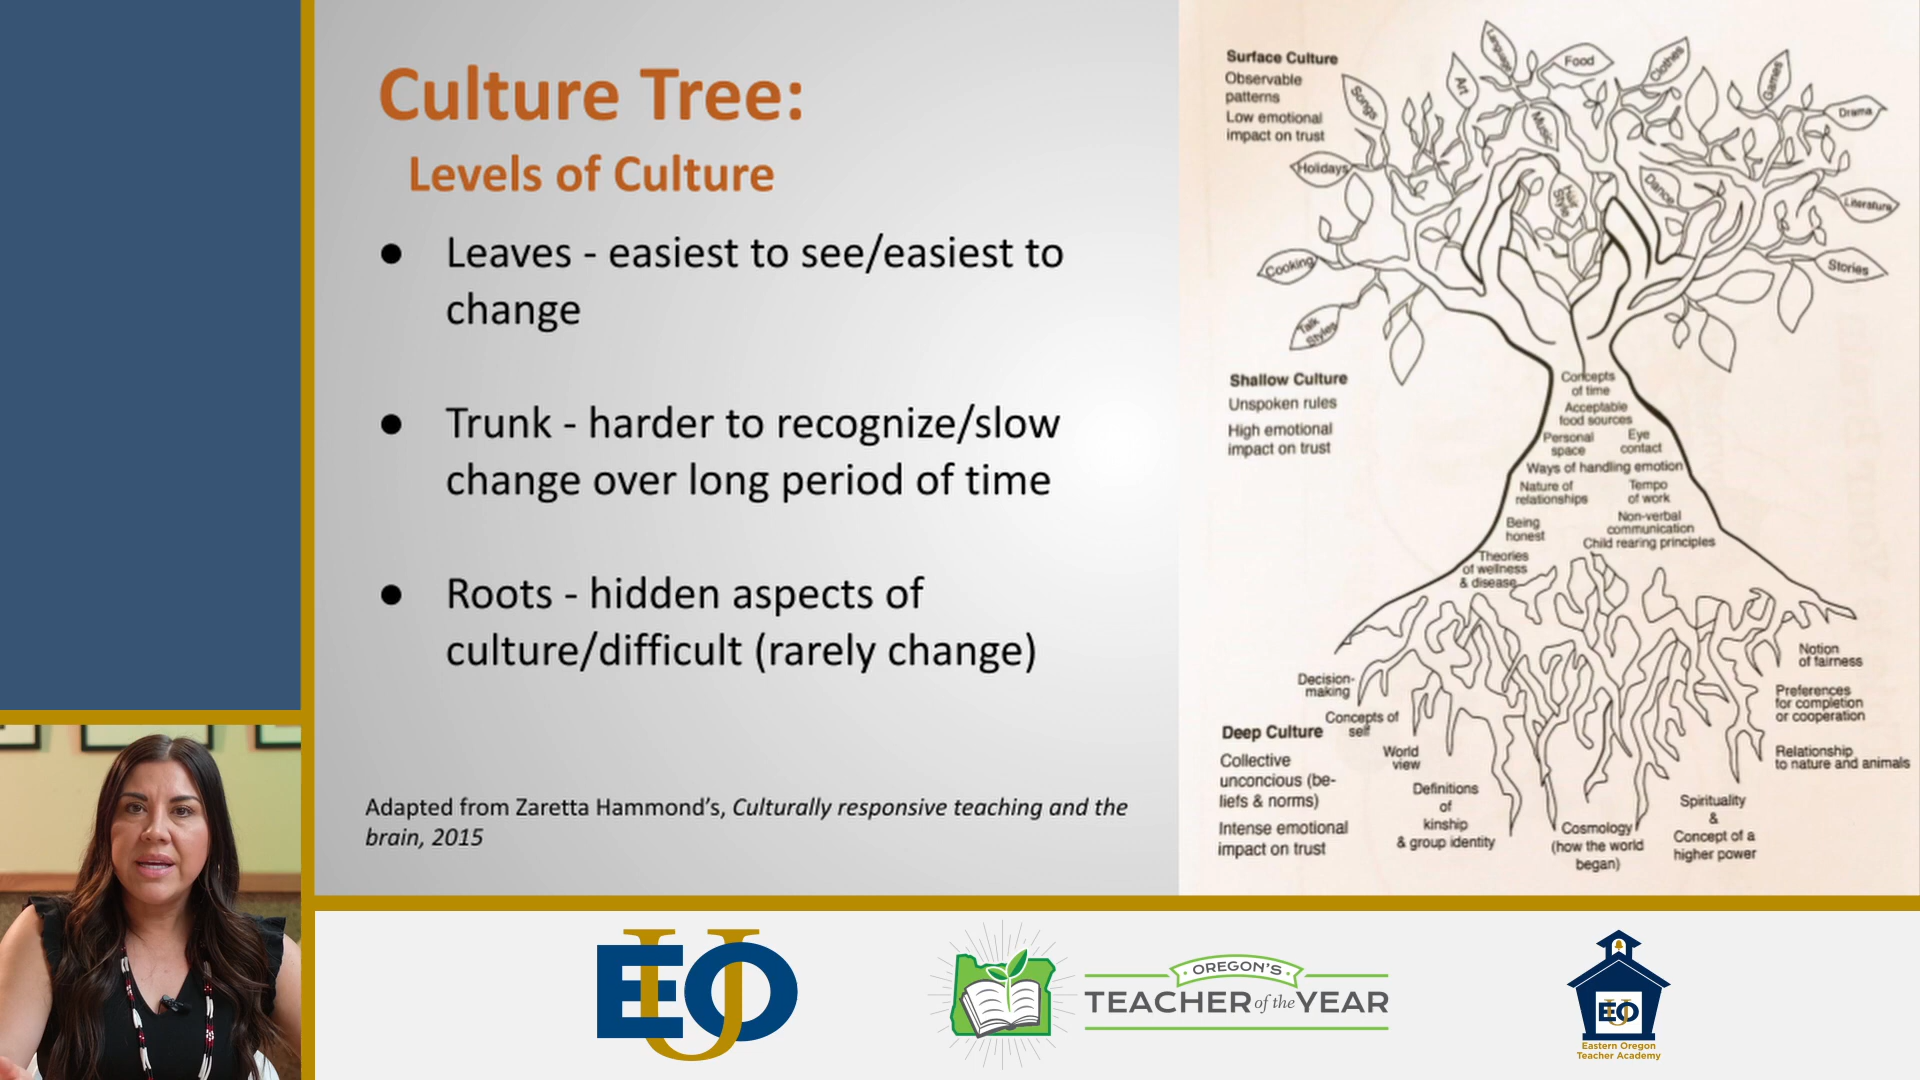 Culture Tree:
Levels of Culture
● Leaves - easiest to see/easiest to
change
● Trunk - harder to recognize/slow
change over long period of time
● Roots - hidden aspects of
culture/difficult (rarely change)
Adapted from Zaretta Hammond's, Culturally responsive teaching and the
brain, 2015
Surface Culture
Observable
patterns
Low emotional
impact on trust
Language
Food
Clothes
Games
Art
Songs
Music
Drama
Holidays
Hair
Style
Dance
Literature
Cooking
Stories
Talk
Styles
Shallow Culture
Unspoken rules
High emotional
impact on trust
Concepts
of time
Acceptable
food sources
Personal
space
Eye
contact
Ways of handling emotion
Nature of
relationships
Tempo
of work
Being
honest
Non-verbal
communication
Child rearing principles
Theories
of wellness
& disease
Deep Culture
Collective
unconcious (be-
liefs & norms)
Intense emotional
impact on trust
Decision-
making
Concepts of
self
World
view
Definitions
of
kinship
& group identity
Cosmology
(how the world
began)
Spirituality
&
Concept of a
higher power
Notion
of fairness
Preferences
for completion
or cooperation
Relationship
to nature and animals
EOU
OREGON'S
TEACHER of the YEAR
EOU
Eastern Oregon
Teacher Academy